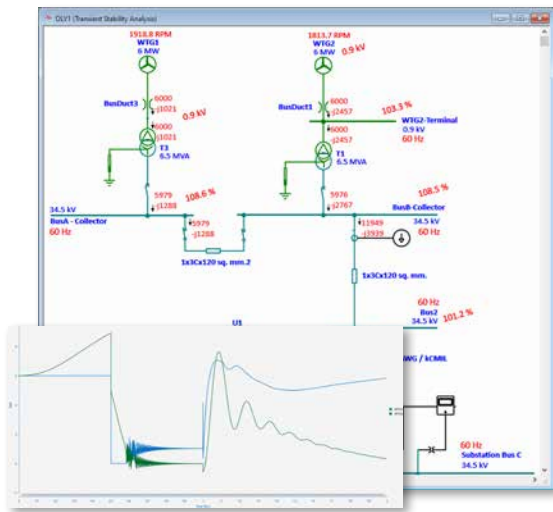 OLV1 (Transient Stability Analysis)
1918.8 RPM
WTG3
6 MW
0.9 kV
BusDuct3
6000
-j1021
6000
-j1021
T3
6.5 MVA
5979
-j1288
108.6 %
34.5 kV
BusA - Collector
60 Hz
5979
-j1288
1x3Cx120 sq. mm.2
1813.7 RPM
WTG2
6 MW
0.9 kV
BusDuct1
6000
-j2457
103.3 %
WTG2-Terminal
0.9 kV
60 Hz
6000
-j2457
T1
6.5 MVA
5976
-j2767
108.5 %
BusB-Collector
34.5 kV
60 Hz
11949
-j3939
1x3Cx120 sq. mm.
60 Hz
Bus2
34.5 kV
101.2 %
U1
WG / kCMIL
60 Hz
Substation Bus C
34.5 kV